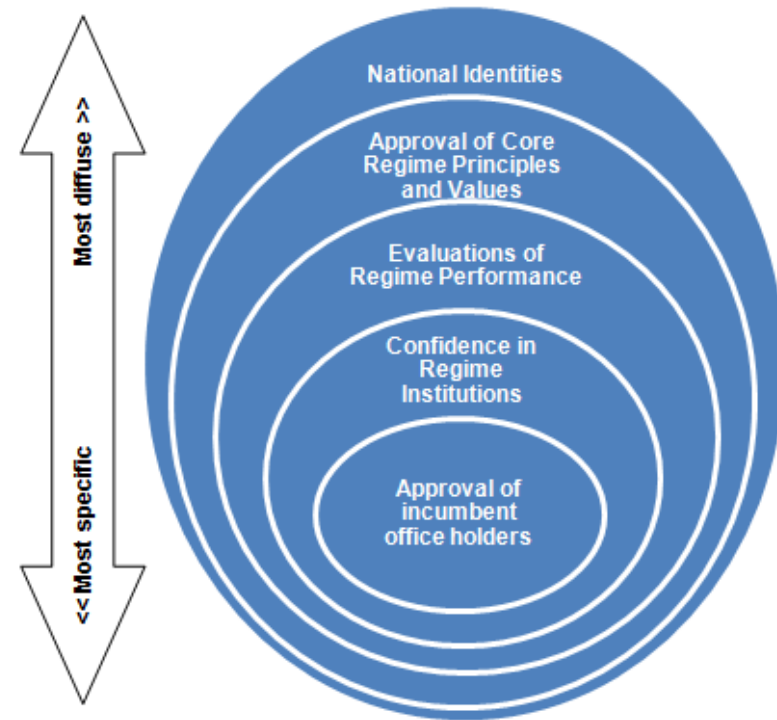 Most diffuse >>
<< Most specific
National Identities
Approval of Core
Regime Principles
and Values
Evaluations of
Regime Performance
Confidence in
Regime
Institutions
Approval of
incumbent
office holders